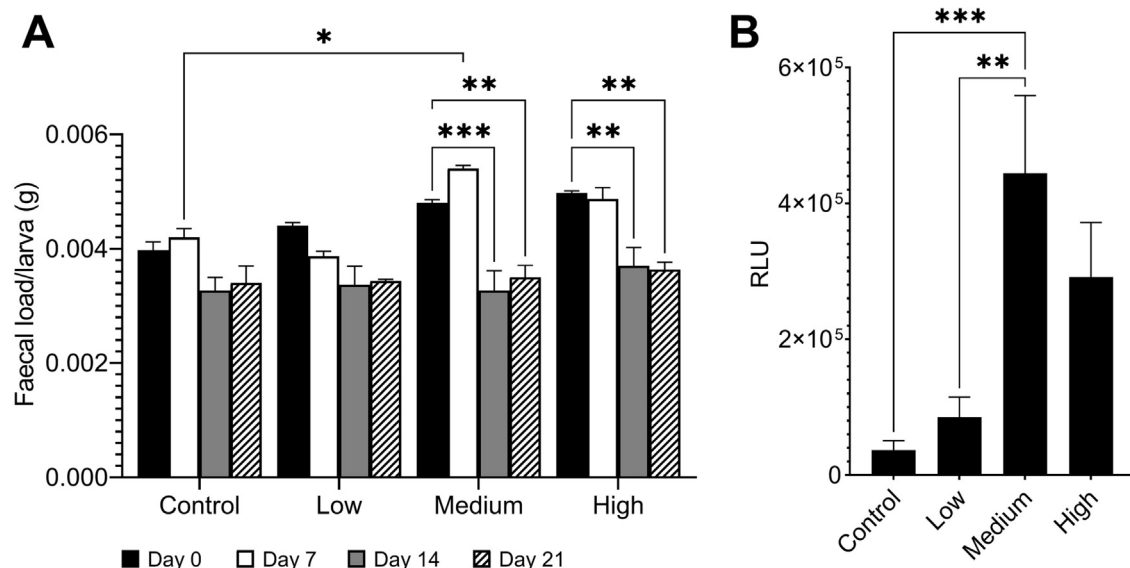 A
*
**
***
**
**
0.006
0.004
0.002
0.000
Faecal load/larva (g)
Control Low Medium High
Day 0 Day 7 Day 14 Day 21
B
***
**
6×10⁵
4×10⁵
2×10⁵
0
RLU
Control Low Medium High